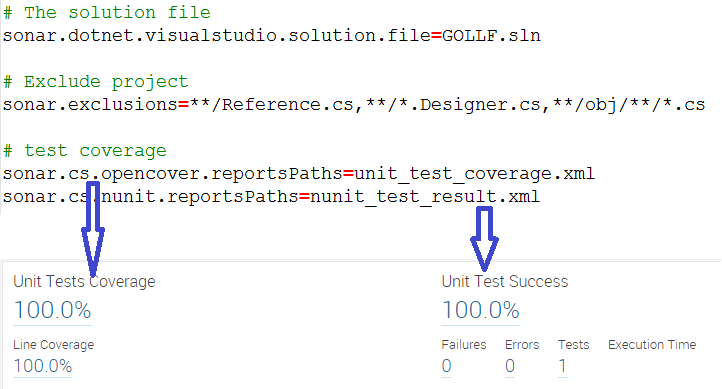 # The solution file
sonar.dotnet.visualstudio.solution.file=GOLLF.sln
# Exclude project
sonar.exclusions=**/Reference.cs,**/*.Designer.cs,**/obj/**/*.cs
# test coverage
sonar.cs.opencover.reportsPaths=unit_test_coverage.xml
sonar.cs.nunit.reportsPaths=nunit_test_result.xml
Unit Tests Coverage
100.0%
Line Coverage
100.0%
Unit Test Success
100.0%
Failures Errors Tests Execution Time
0 0 1